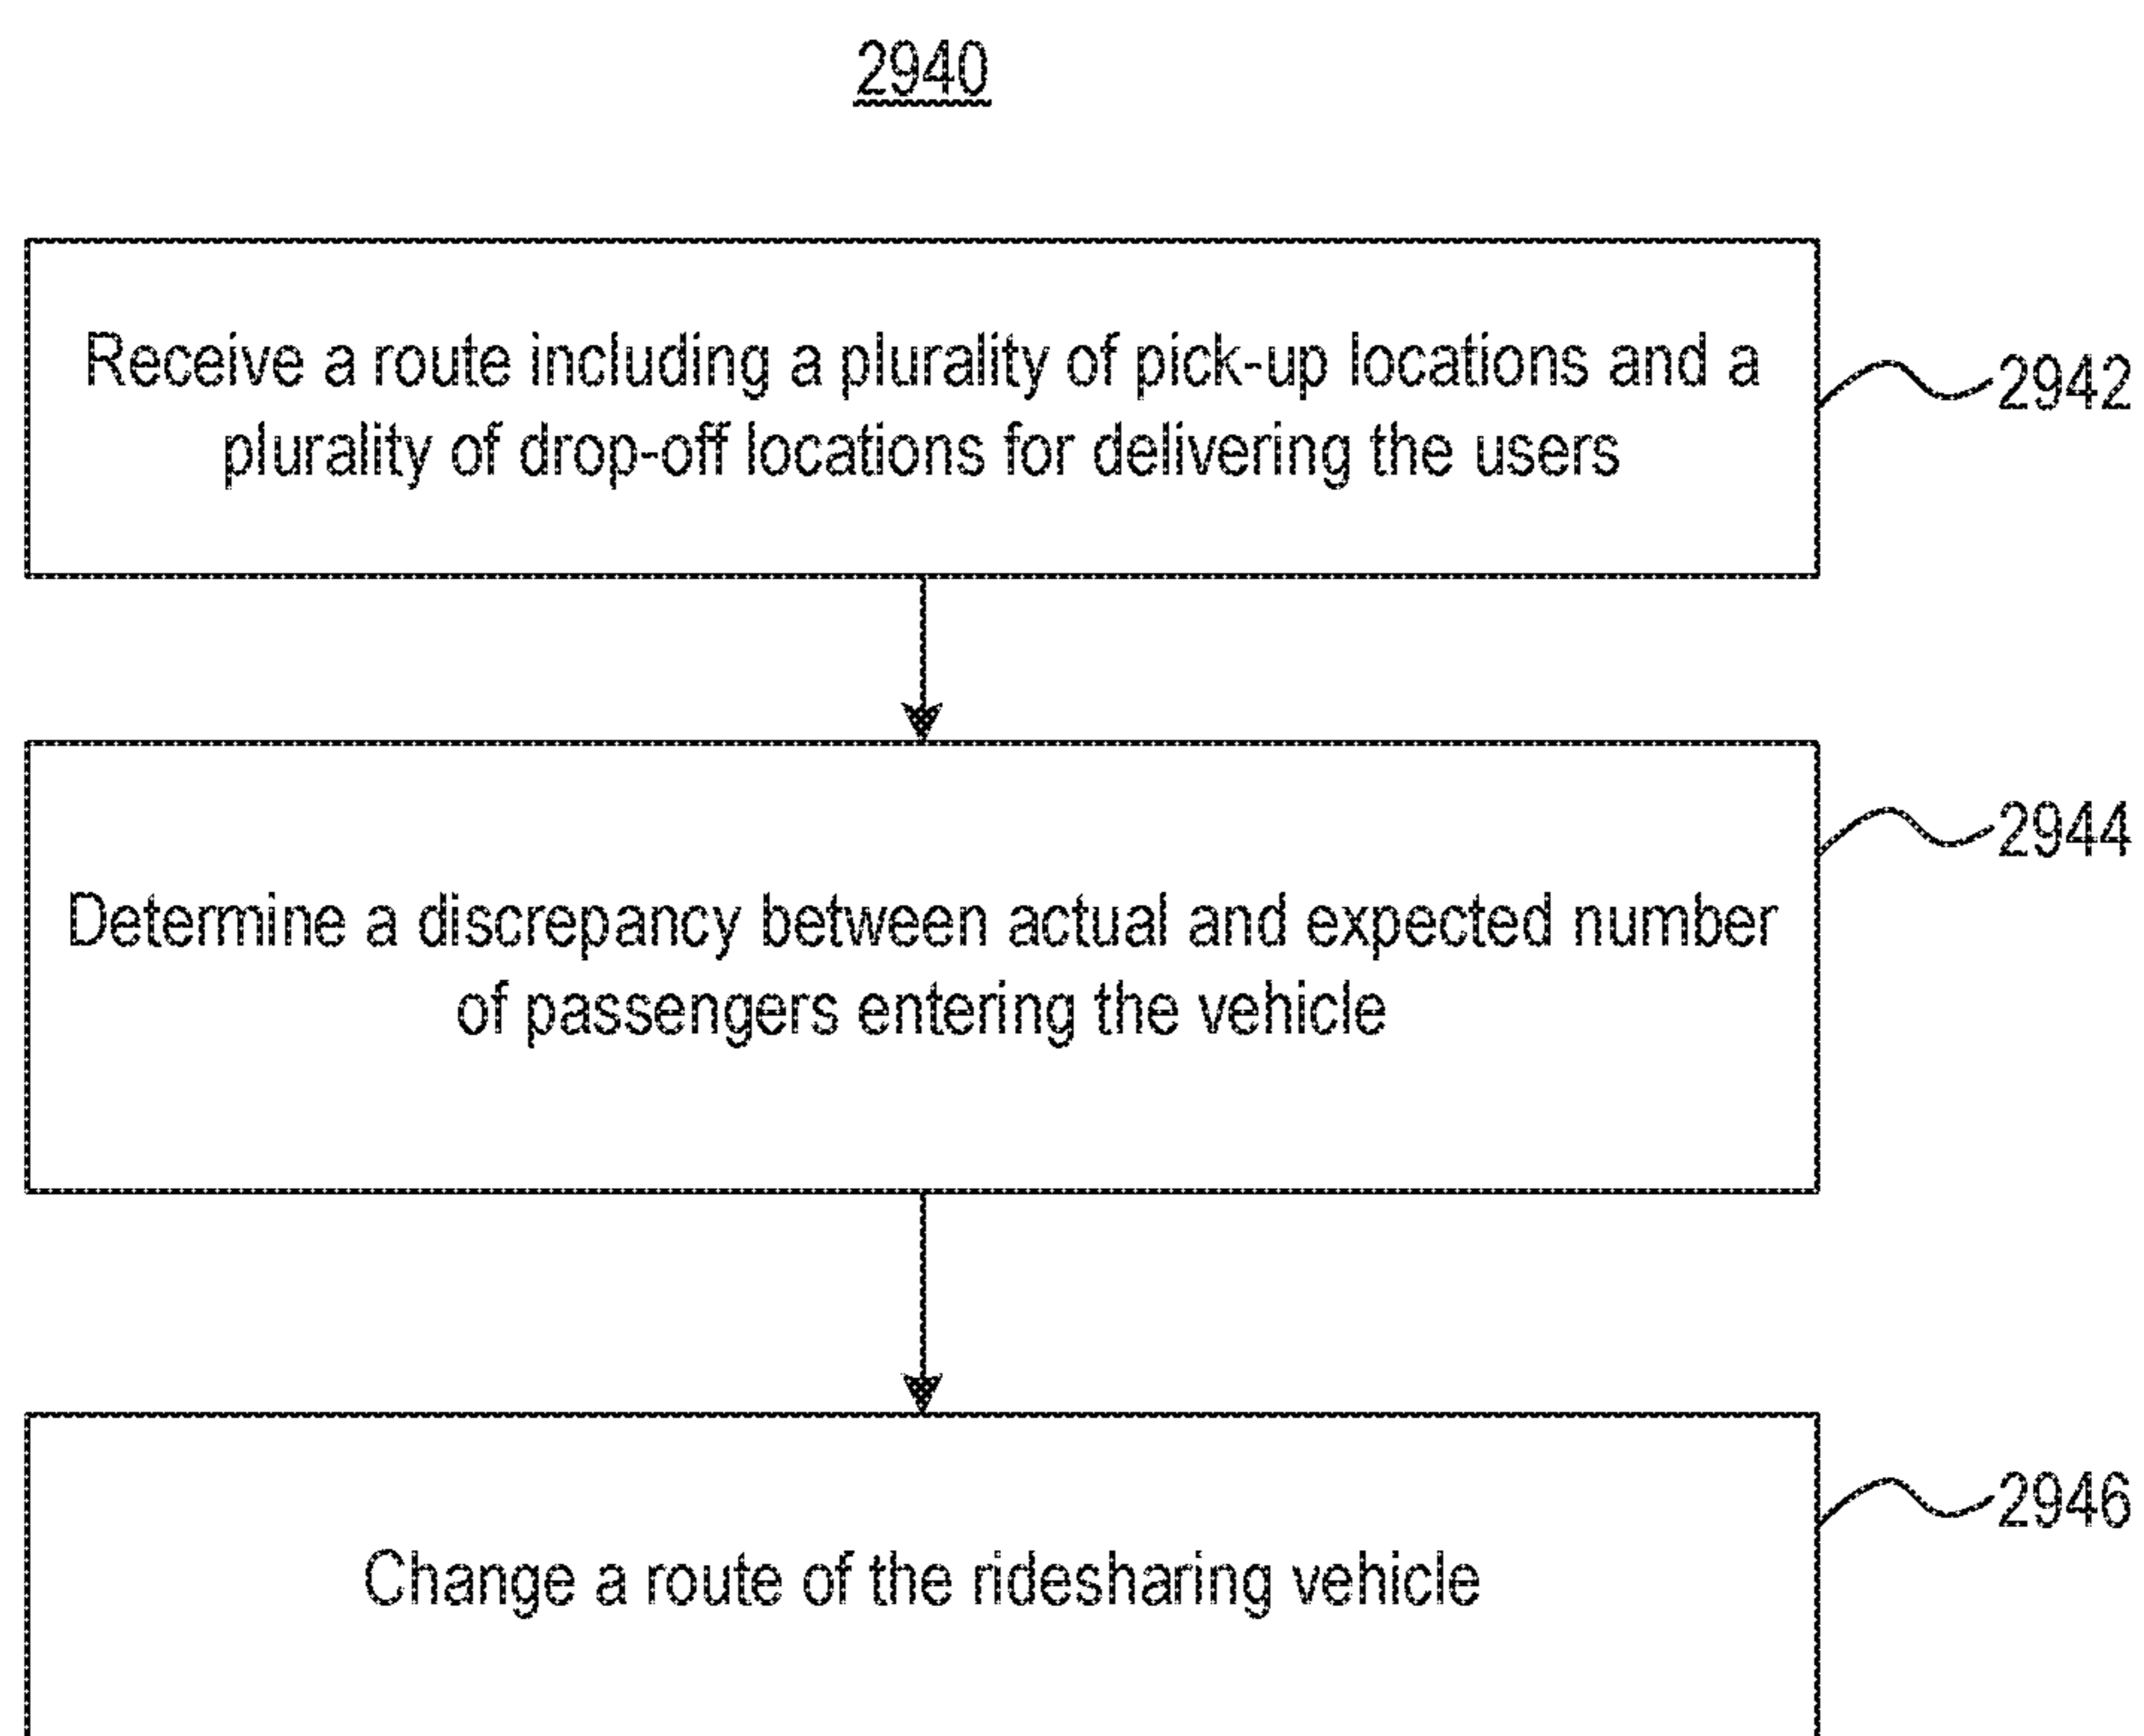 2940
Receive a route including a plurality of pick-up locations and a
plurality of drop-off locations for delivering the users
2942
Determine a discrepancy between actual and expected number
of passengers entering the vehicle
2944
Change a route of the ridesharing vehicle
2946